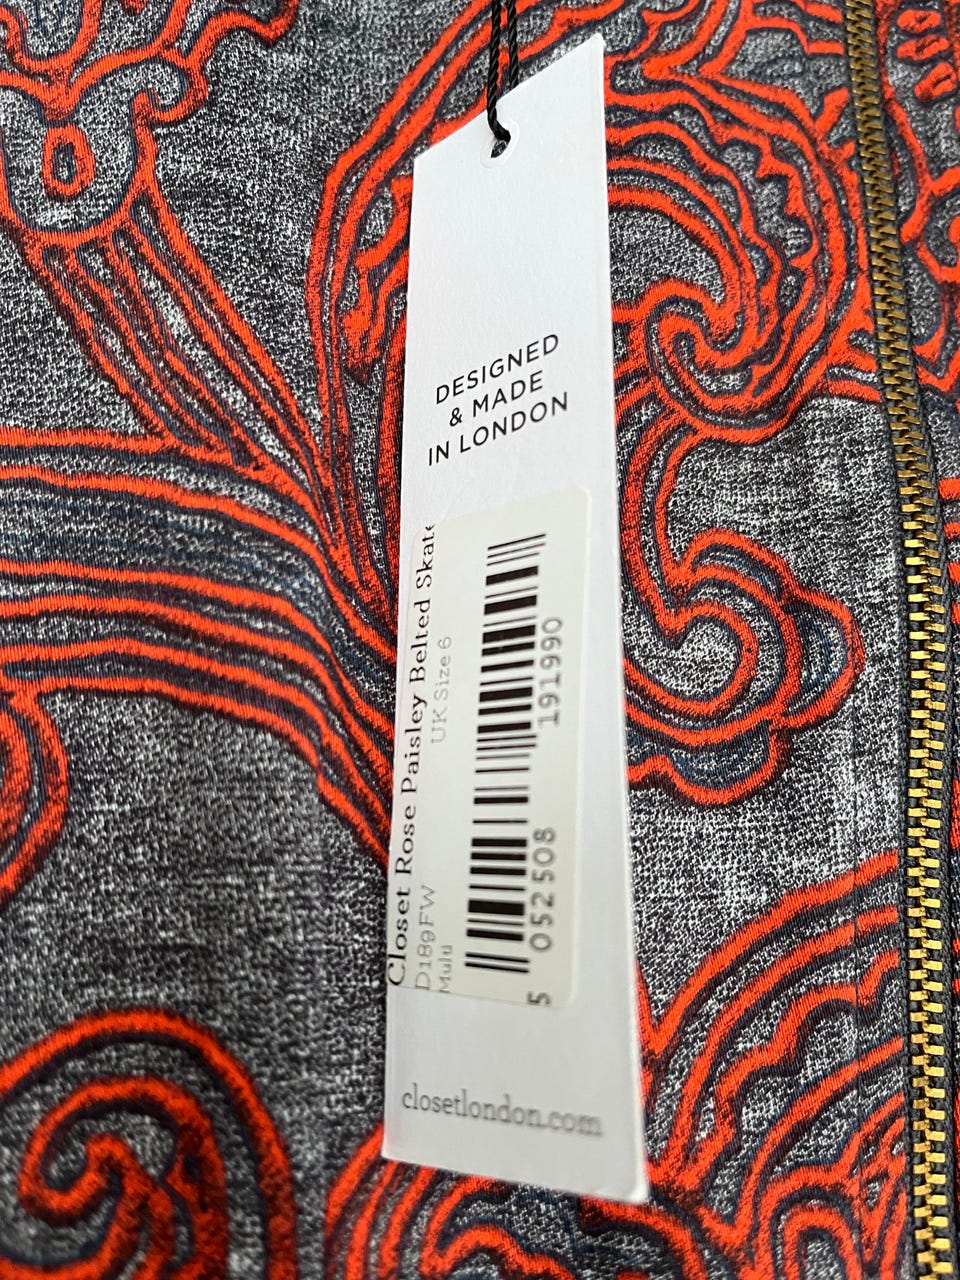 DESIGNED
& MADE
IN LONDON
Closet Rose Paisley Belted Skate
UK Size 6
D189FW
Multi
5 052508 191990
closetlondon.com